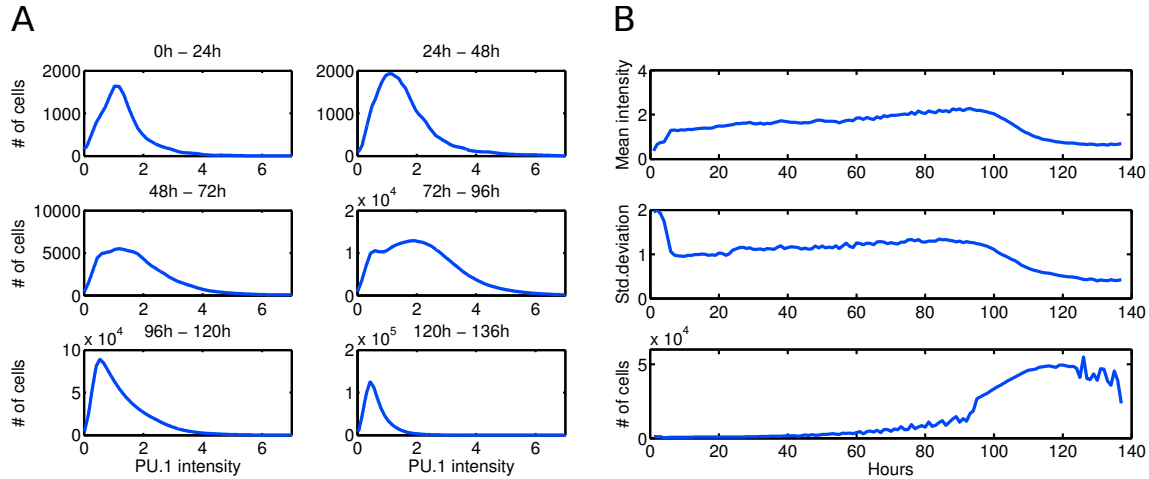 A
0h – 24h
2000
1000
0
# of cells
0 2 4 6
24h – 48h
2000
1000
0
0 2 4 6
48h – 72h
10000
5000
0
# of cells
0 2 4 6
72h – 96h
x 10^4
2
1
0
0 2 4 6
96h – 120h
x 10^4
10
5
0
# of cells
0 2 4 6
PU.1 intensity
120h – 136h
x 10^5
2
1
0
0 2 4 6
PU.1 intensity
B
4
2
0
Mean intensity
0 20 40 60 80 100 120 140
2
1
0
Std.deviation
0 20 40 60 80 100 120 140
x 10^4
5
0
# of cells
0 20 40 60 80 100 120 140
Hours